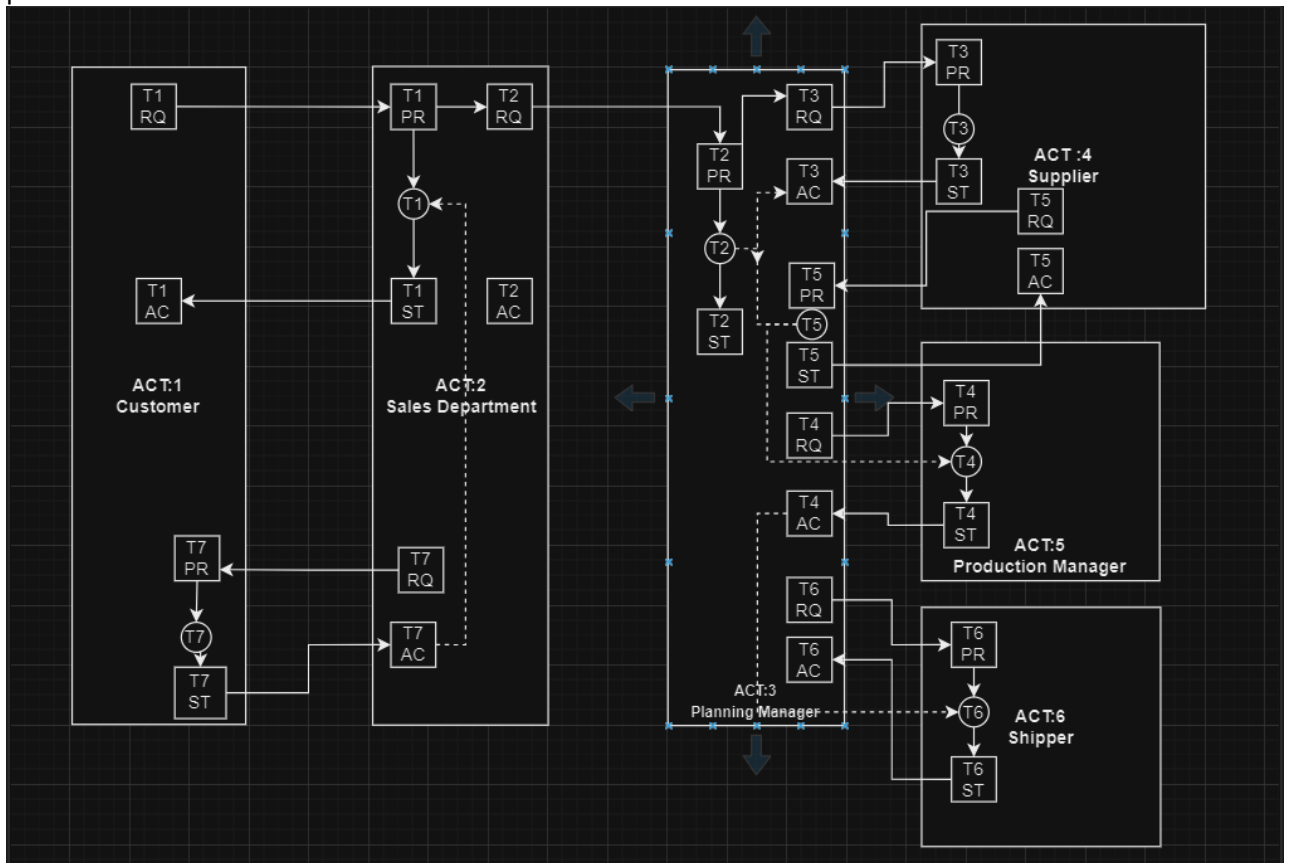 T1
RQ
T1
AC
ACT:1
Customer
T7
PR
T7
T7
ST
T1
PR
T2
RQ
T1
T1
ST
T2
AC
ACT:2
Sales Department
T7
RQ
T7
AC
T3
RQ
T2
PR
T3
AC
T2
T5
PR
T2
ST
T5
T5
ST
T4
RQ
T4
AC
T6
RQ
T6
AC
ACT:3
Planning Manager
T3
PR
T3
ACT :4
Supplier
T3
ST
T5
RQ
T5
AC
T4
PR
T4
T4
ST
ACT:5
Production Manager
T6
PR
T6
ACT:6
Shipper
T6
ST